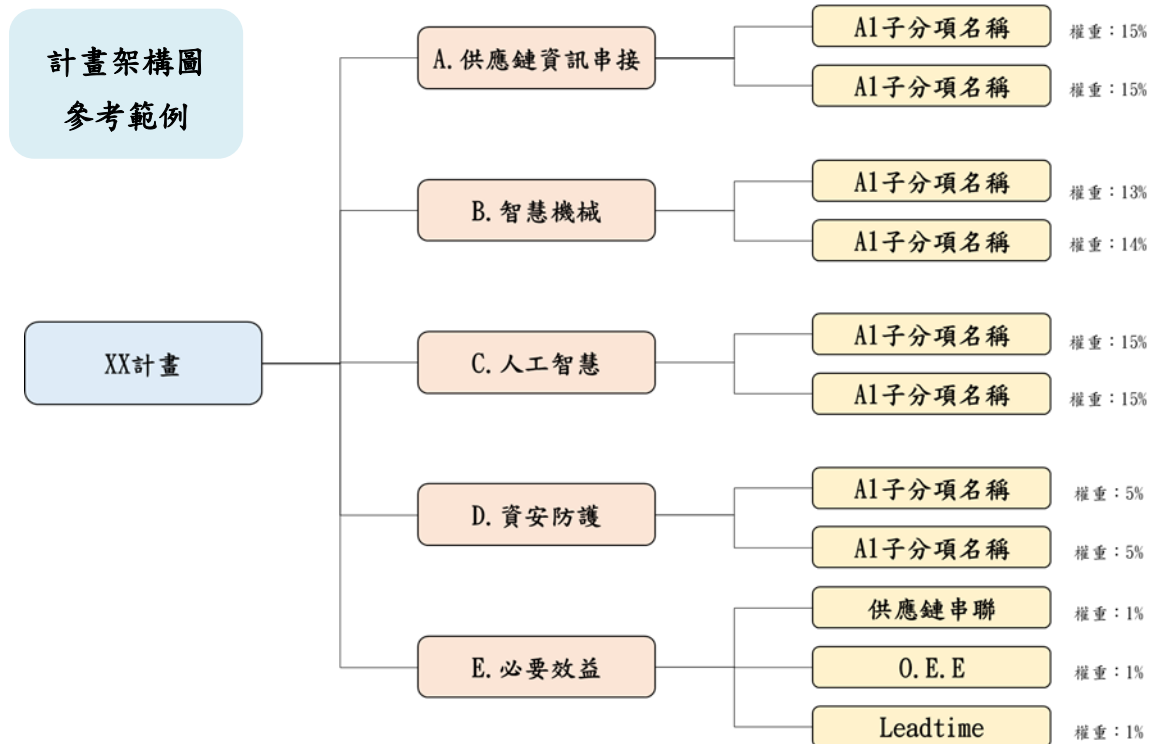 計畫架構圖
參考範例
XX計畫
A.供應鏈資訊串接
A1子分項名稱
權重：15%
A1子分項名稱
權重：15%
B.智慧機械
A1子分項名稱
權重：13%
A1子分項名稱
權重：14%
C.人工智慧
A1子分項名稱
權重：15%
A1子分項名稱
權重：15%
D.資安防護
A1子分項名稱
權重：5%
A1子分項名稱
權重：5%
E.必要效益
供應鏈串聯
權重：1%
O.E.E
權重：1%
Leadtime
權重：1%